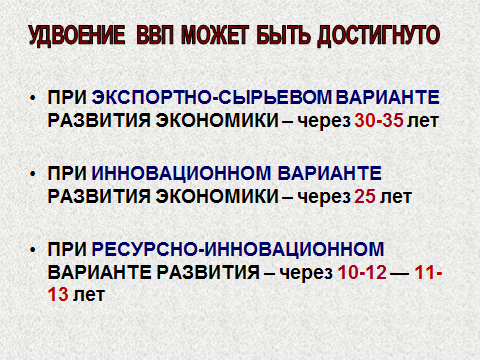 УДВОЕНИЕ ВВП МОЖЕТ БЫТЬ ДОСТИГНУТО
• ПРИ ЭКСПОРТНО-СЫРЬЕВОМ ВАРИАНТЕ
РАЗВИТИЯ ЭКОНОМИКИ – через 30-35 лет
• ПРИ ИННОВАЦИОННОМ ВАРИАНТЕ
РАЗВИТИЯ ЭКОНОМИКИ – через 25 лет
• ПРИ РЕСУРСНО-ИННОВАЦИОННОМ
ВАРИАНТЕ РАЗВИТИЯ – через 10-12 — 11-
13 лет